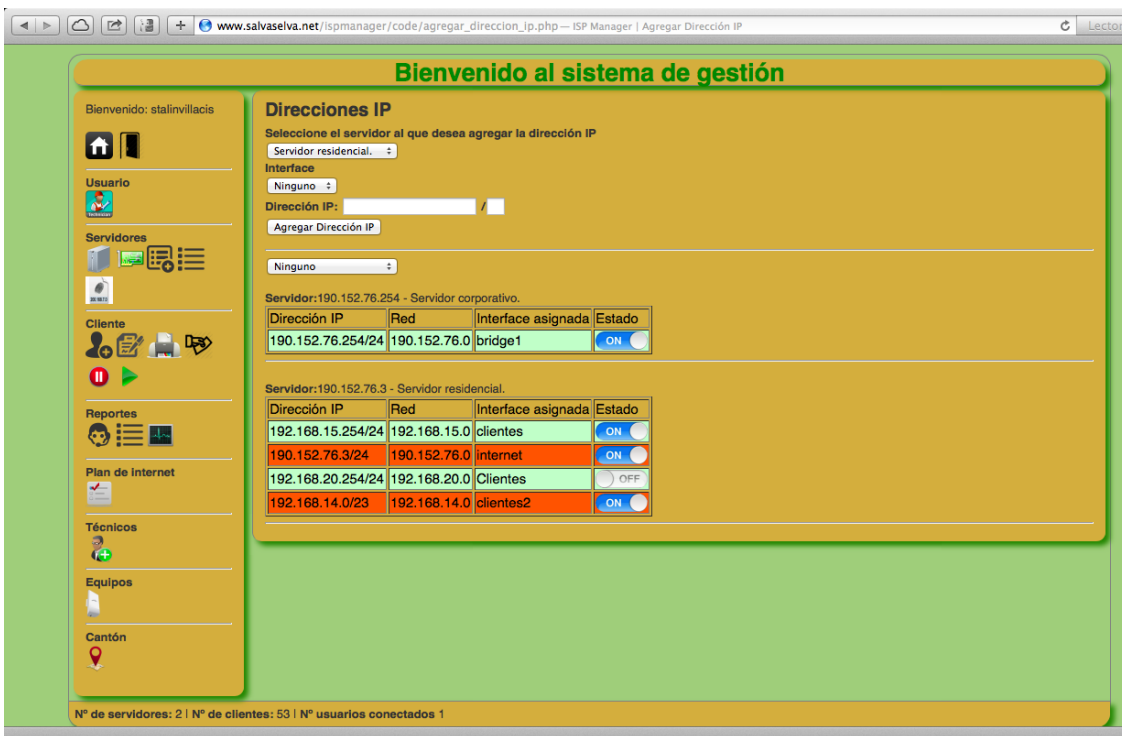 www.salvaselva.net/ispmanager/code/agregar_direccion_ip.php — ISP Manager | Agregar Dirección IP
Lector
Bienvenido al sistema de gestión
Bienvenido: stalinvillacis
Usuario
Servidores
Cliente
Reportes
Plan de internet
Técnicos
Equipos
Cantón
Direcciones IP
Seleccione el servidor al que desea agregar la dirección IP
Servidor residencial.
Interface
Ninguno
Dirección IP: /
Agregar Dirección IP
Ninguno
Servidor:190.152.76.254 - Servidor corporativo.
Dirección IP Red Interface asignada Estado
190.152.76.254/24 190.152.76.0 bridge1 ON
Servidor:190.152.76.3 - Servidor residencial.
Dirección IP Red Interface asignada Estado
192.168.15.254/24 192.168.15.0 clientes ON
190.152.76.3/24 190.152.76.0 internet ON
192.168.20.254/24 192.168.20.0 Clientes OFF
192.168.14.0/23 192.168.14.0 clientes2 ON
Nº de servidores: 2 | Nº de clientes: 53 | Nº usuarios conectados 1